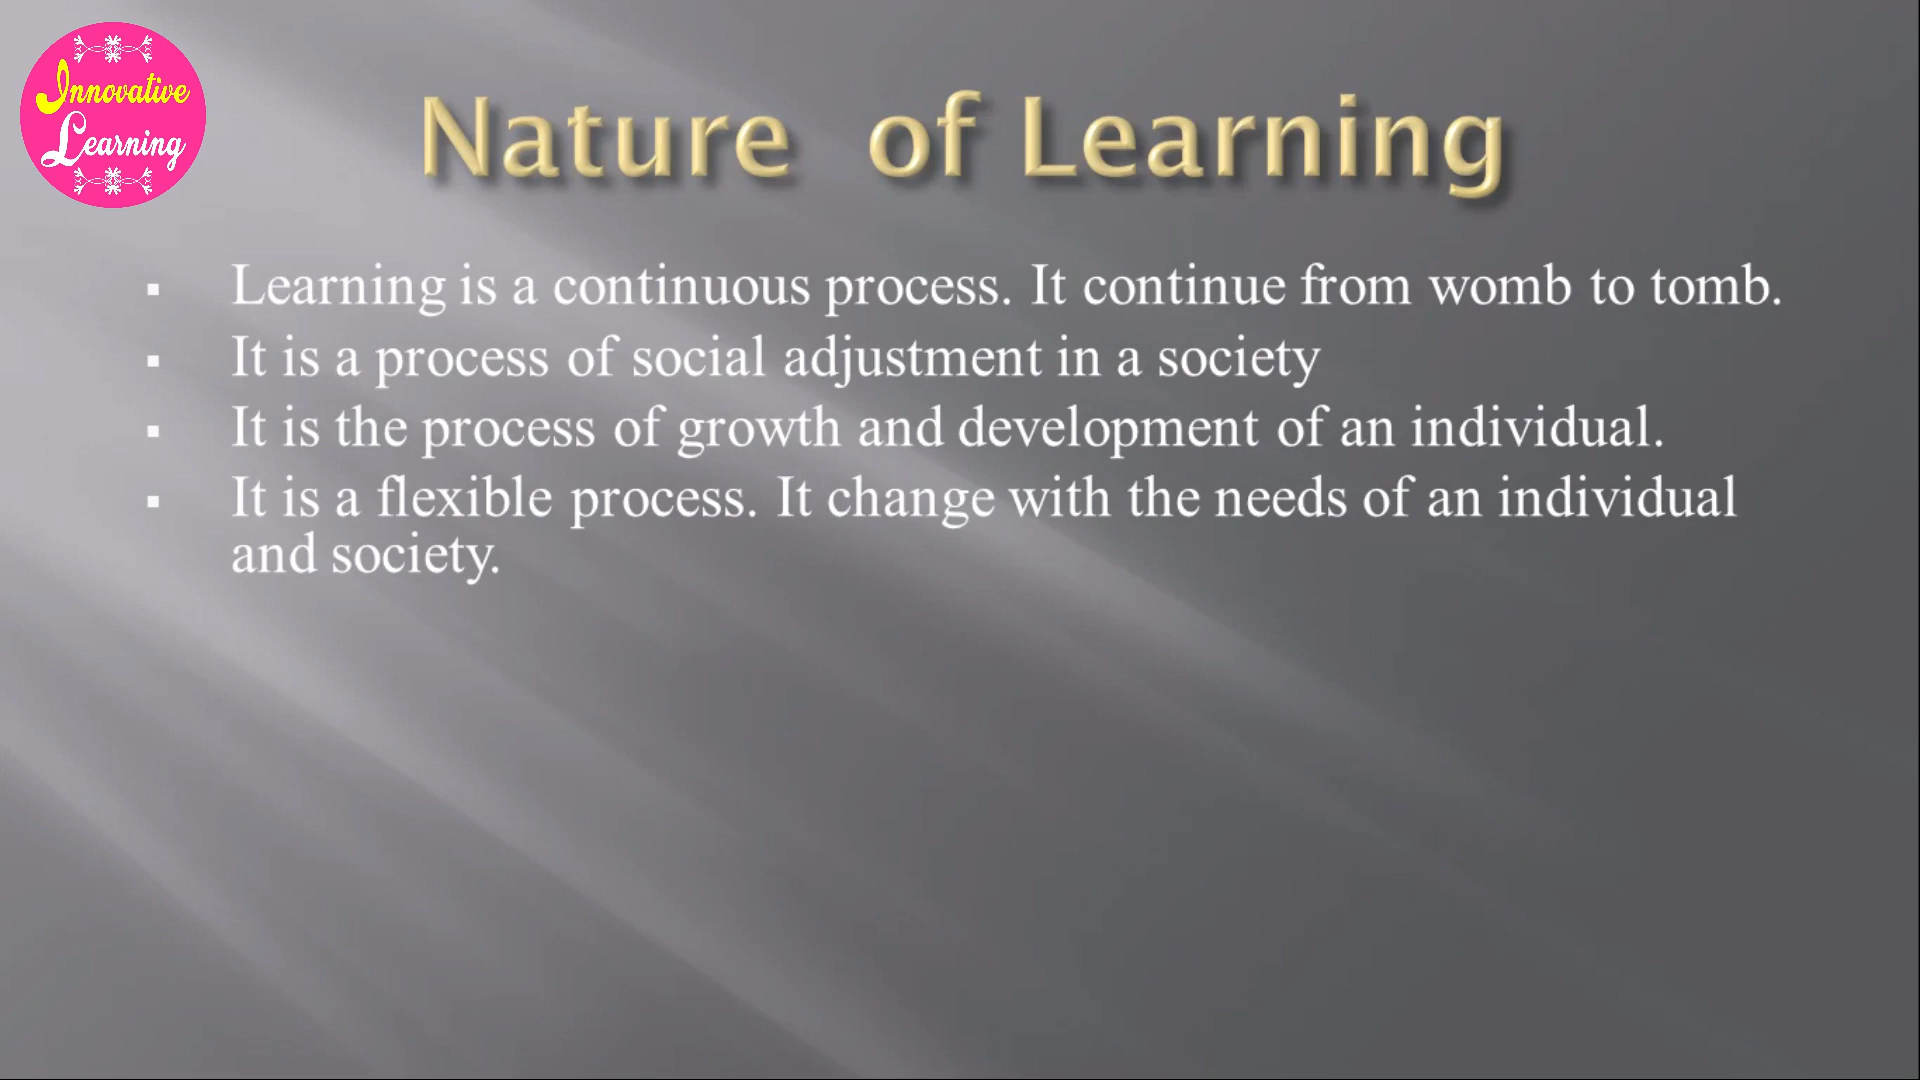 Innovative
Learning
Nature of Learning
▪ Learning is a continuous process. It continue from womb to tomb.
▪ It is a process of social adjustment in a society
▪ It is the process of growth and development of an individual.
▪ It is a flexible process. It change with the needs of an individual
and society.